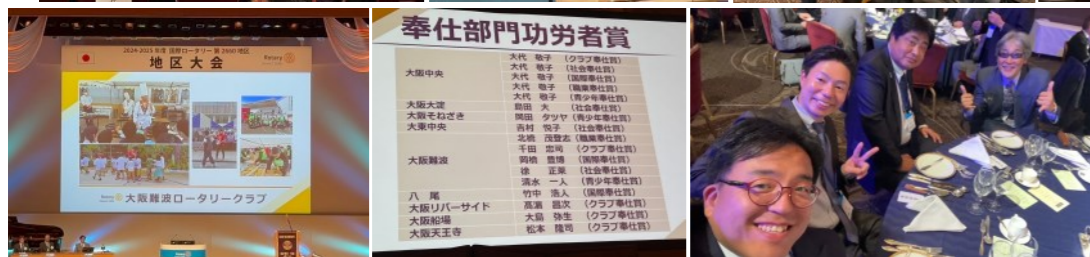 2024-2025年度 国際ロータリー 第2660地区
地区大会
Rotary
大阪難波ロータリークラブ
奉仕部門功労者賞
大阪中央 大代 敬子 (クラブ奉仕賞)
大代 敬子 (社会奉仕賞)
大代 敬子 (国際奉仕賞)
大代 敬子 (職業奉仕賞)
大代 敬子 (青少年奉仕賞)
大阪大淀 島田 大 (社会奉仕賞)
大阪そねざき 岡田 タツヤ (青少年奉仕賞)
大東中央 吉村 悦子 (社会奉仕賞)
大阪難波 北橋 茂登志 (職業奉仕賞)
千田 忠司 (クラブ奉仕賞)
岡橋 豊博 (国際奉仕賞)
徐 正果 (社会奉仕賞)
清水 一人 (青少年奉仕賞)
八尾 竹中 浩人 (国際奉仕賞)
大阪リバーサイド 高瀬 昌次 (クラブ奉仕賞)
大阪船場 大島 弥生 (クラブ奉仕賞)
大阪天王寺 松本 隆司 (クラブ奉仕賞)